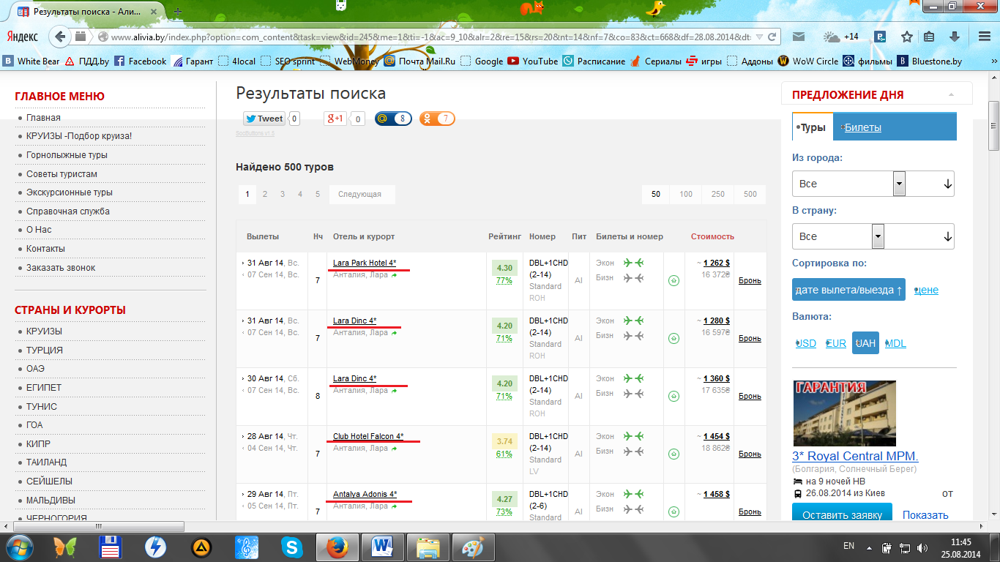 Результаты поиска - Али...
Яндекс
www.alivia.by/index.php?option=com_content&task=view&id=245&me=1&ti=-1&ac=9_10&alr=2&re=15&rs=20&nt=14&nf=7&co=83&ct=668&df=28.08.2014&dt-
+14
White Bear ПДД.by Facebook Гарант 4local SEO sprint WebMoney Почта Mail.Ru Google YouTube Расписание Сериалы игры Аддоны WoW Circle фильмы Bluestone.by »
ГЛАВНОЕ МЕНЮ
Главная
КРУИЗЫ -Подбор круиза!
Горнолыжные туры
Советы туристам
Экскурсионные туры
Справочная служба
О Нас
Контакты
Заказать звонок
СТРАНЫ И КУРОРТЫ
КРУИЗЫ
ТУРЦИЯ
ОАЭ
ЕГИПЕТ
ТУНИС
ГОА
КИПР
ТАИЛАНД
СЕЙШЕЛЫ
МАЛЬДИВЫ
ЧЕРНОГОРИЯ
Результаты поиска
Tweet 0 g+1 0 @ 8 7
SocButtons v1.5
Найдено 500 туров
1 2 3 4 5 Следующая 50 100 250 500
Вылеты Нч Отель и курорт Рейтинг Номер Пит Билеты и номер Стоимость
31 Авг 14, Вс. Lara Park Hotel 4* 4.30 DBL+1CHD Экон ~ 1 262 $
07 Сен 14, Вс. 7 Анталия, Лара 77% (2-14) AI Бизн 16 372₴ Бронь
Standard
ROH
31 Авг 14, Вс. Lara Dinc 4* 4.20 DBL+1CHD Экон ~ 1 280 $
07 Сен 14, Вс. 7 Анталия, Лара 71% (2-14) AI Бизн 16 597₴ Бронь
Standard
ROH
30 Авг 14, Сб. Lara Dinc 4* 4.20 DBL+1CHD Экон ~ 1 360 $
07 Сен 14, Вс. 8 Анталия, Лара 71% (2-14) AI Бизн 17 635₴ Бронь
Standard
ROH
28 Авг 14, Чт. Club Hotel Falcon 4* 3.74 DBL+1CHD Экон ~ 1 454 $
04 Сен 14, Чт. 7 Анталия, Лара 61% (2-14) AI Бизн 18 862₴ Бронь
Standard
LV
29 Авг 14, Пт. Antalya Adonis 4* 4.27 DBL+1CHD Экон ~ 1 458 $
05 Сен 14, Пт. 7 Анталия, Лара 73% (2-6) AI Бизн Бронь
Standard
ПРЕДЛОЖЕНИЕ ДНЯ
Туры Билеты
Из города:
Все
В страну:
Все
Сортировка по:
дате вылета/выезда ↑ цене
Валюта:
USD EUR UAH MDL
ГАРАНТИЯ
3* Royal Central MPM.
(Болгария, Солнечный Берег)
на 9 ночей HB
26.08.2014 из Киев от
Оставить заявку Показать
EN 11:45
25.08.2014